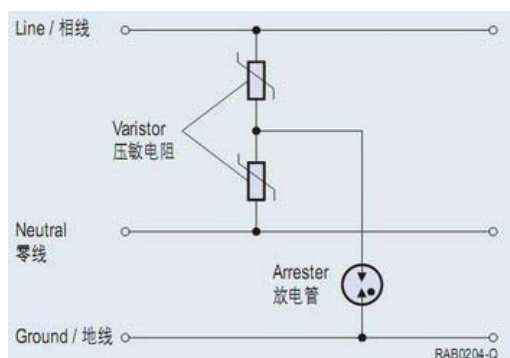 Line / 相线
Varistor
压敏电阻
Neutral
零线
Arrester
放电管
Ground / 地线
RAB0204-Q